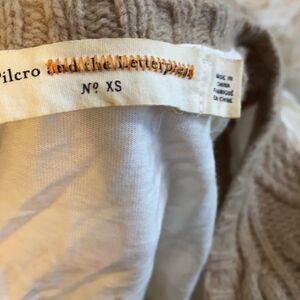 Pilcro and the Letterpress
Nº XS
MADE IN
CHINA
FABRIQUÉ
EN CHINE